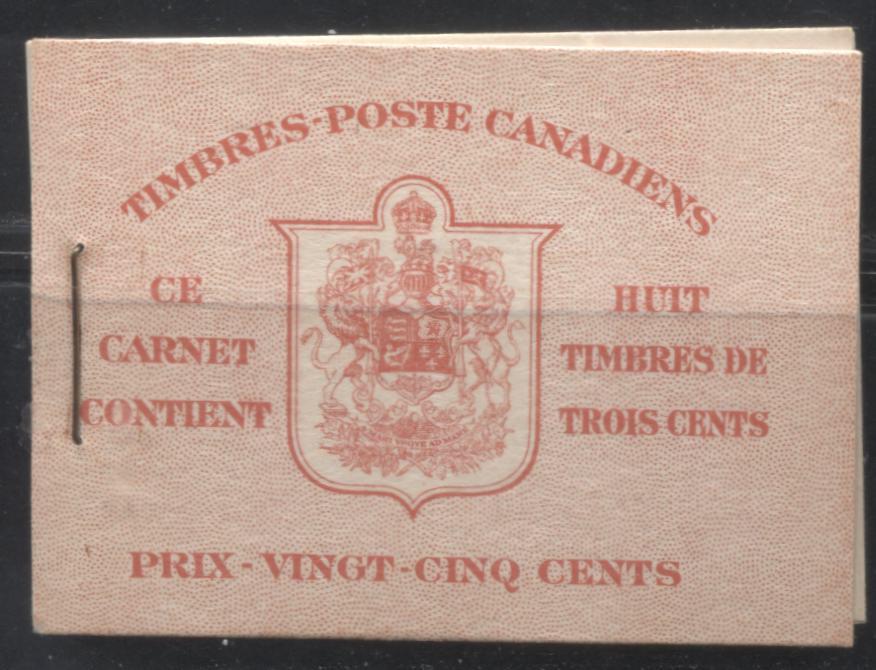 TIMBRES-POSTE CANADIENS
CE
CARNET
CONTIENT
HUIT
TIMBRES DE
TROIS CENTS
PRIX - VINGT - CINQ CENTS